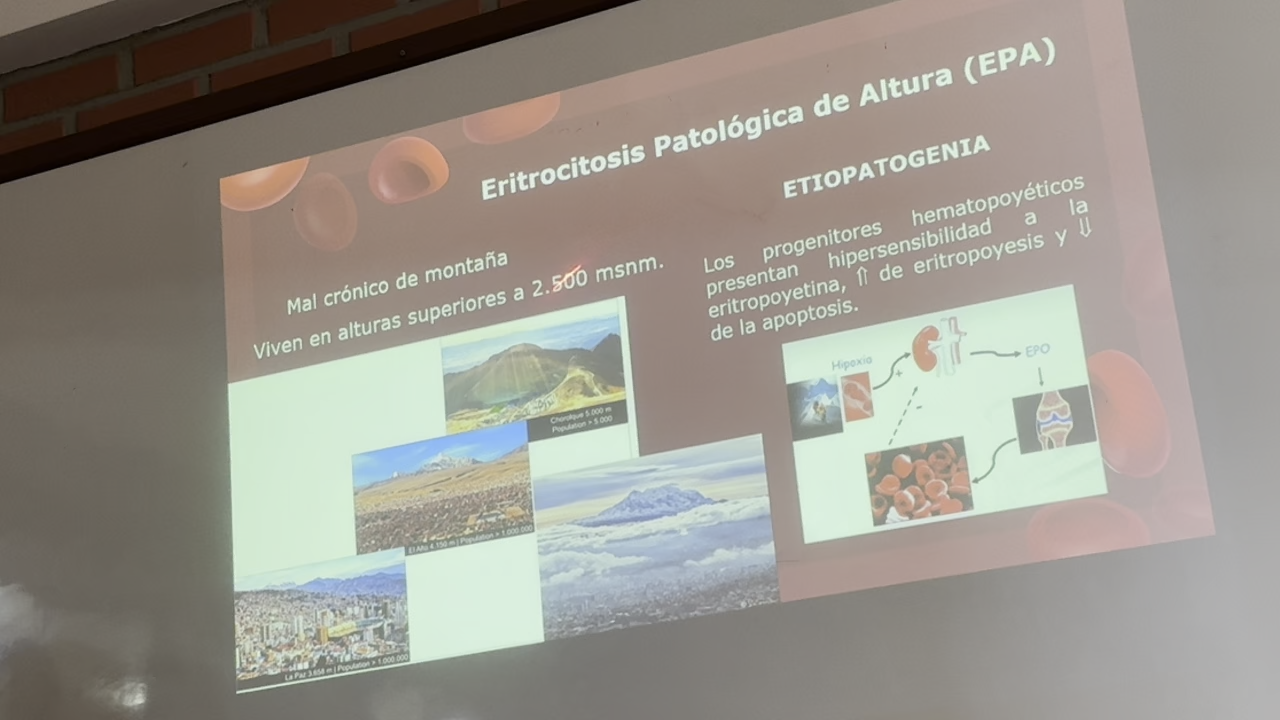 Eritrocitosis Patológica de Altura (EPA)
Mal crónico de montaña
Viven en alturas superiores a 2.500 msnm.
Chorolque 5.000 m
Population > 5.000
El Alto 4.150 m | Population > 1.000.000
La Paz 3.658 m | Population > 1.000.000
ETIOPATOGENIA
Los progenitores hematopoyéticos
presentan hipersensibilidad a la
eritropoyetina, ⇑ de eritropoyesis y ⇓
de la apoptosis.
Hipoxia
+
EPO
-